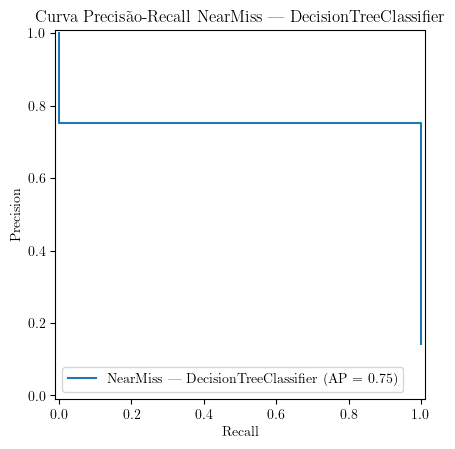 Curva Precisão-Recall NearMiss — DecisionTreeClassifier
1.0
0.8
0.6
0.4
0.2
0.0
Precision
NearMiss — DecisionTreeClassifier (AP = 0.75)
0.0 0.2 0.4 0.6 0.8 1.0
Recall